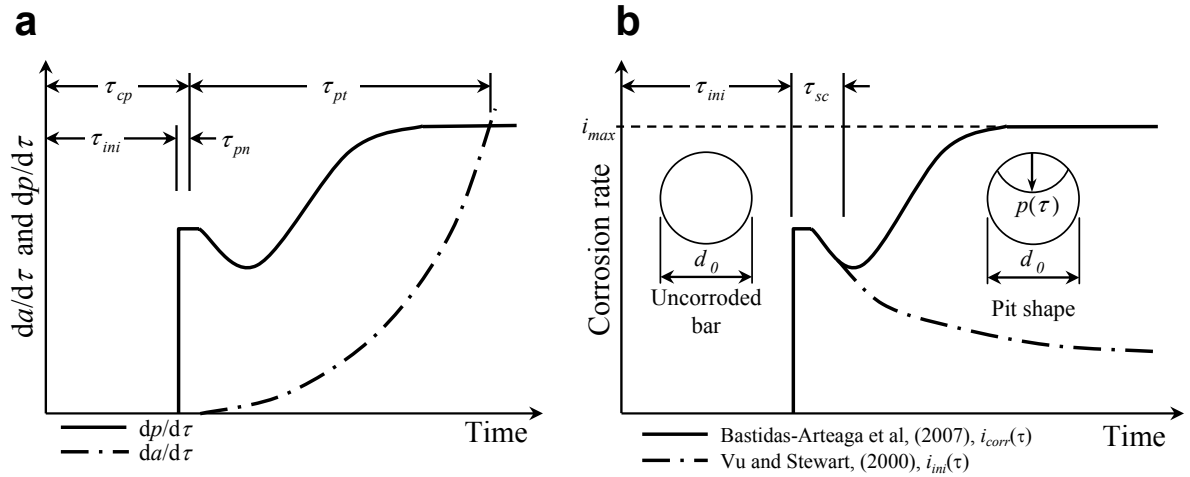 a
τcp
τpt
τini
τpn
da/dτ and dp/dτ
Time
dp/dτ
da/dτ
b
τini
τsc
imax
Corrosion rate
p(τ)
d0
d0
Uncorroded
bar
Pit shape
Time
Bastidas-Arteaga et al, (2007), icorr(τ)
Vu and Stewart, (2000), iini(τ)